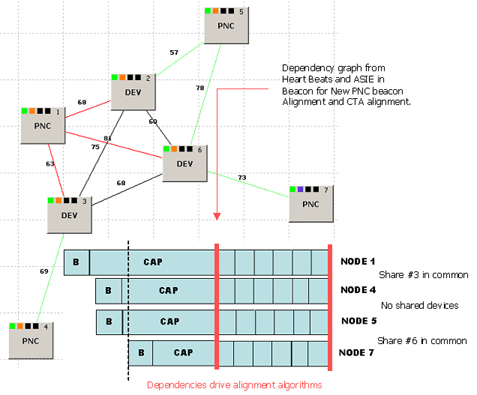 5
PNC
57
2
DEV
78
68
1
PNC
69
81
75
6
DEV
63
68
73
3
DEV
7
PNC
69
4
PNC
Dependency graph from
Heart Beats and ASIE in
Beacon for New PNC beacon
Alignment and CTA alignment.
B CAP NODE 1
Share #3 in common
B CAP NODE 4
No shared devices
B CAP NODE 5
Share #6 in common
B CAP NODE 7
Dependencies drive alignment algorithms